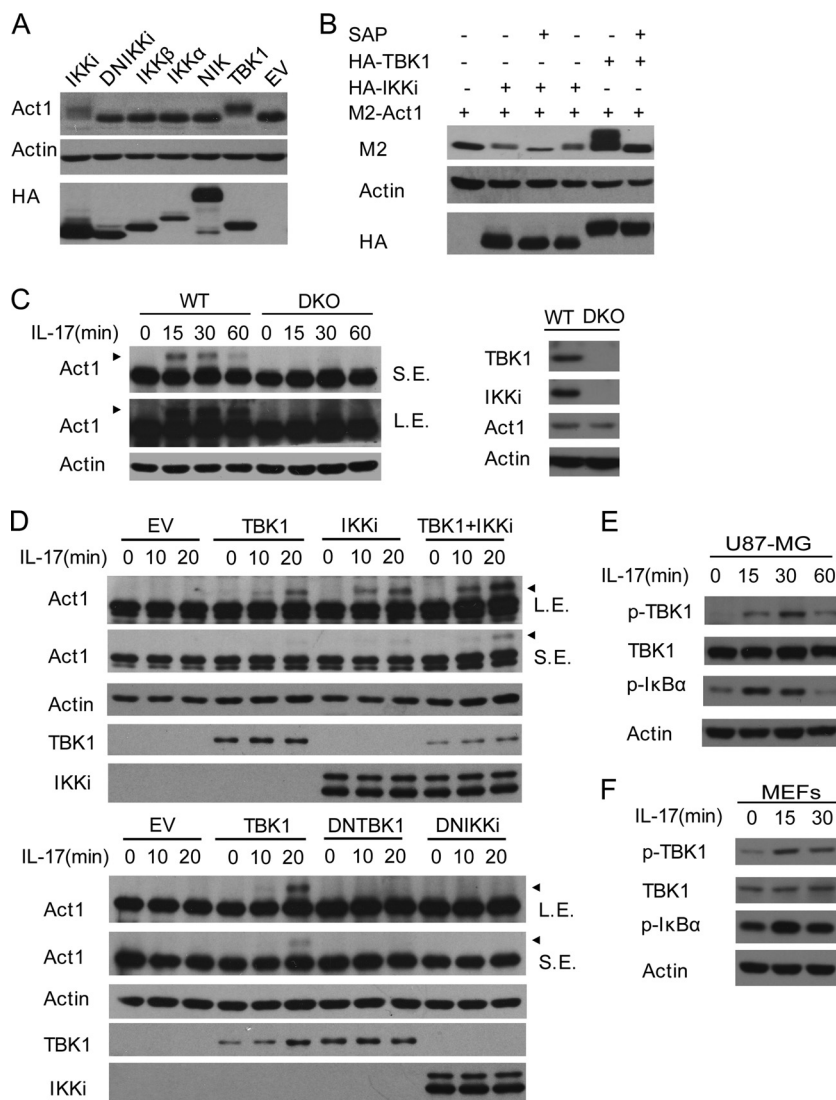 A
IKKi DNIKKi IKKβ IKKα NIK TBK1 EV
Act1
Actin
HA
B
SAP - - + - - +
HA-TBK1 - - - - + +
HA-IKKi - + + + - -
M2-Act1 + + + + + +
M2
Actin
HA
C
WT DKO
IL-17(min) 0 15 30 60 0 15 30 60
Act1 S.E.
Act1 L.E.
Actin
WT DKO
TBK1
IKKi
Act1
Actin
D
EV TBK1 IKKi TBK1+IKKi
IL-17(min) 0 10 20 0 10 20 0 10 20 0 10 20
Act1 L.E.
Act1 S.E.
Actin
TBK1
IKKi
EV TBK1 DNTBK1 DNIKKi
IL-17(min) 0 10 20 0 10 20 0 10 20 0 10 20
Act1 L.E.
Act1 S.E.
Actin
TBK1
IKKi
E
U87-MG
IL-17(min) 0 15 30 60
p-TBK1
TBK1
p-IκBα
Actin
F
MEFs
IL-17(min) 0 15 30
p-TBK1
TBK1
p-IκBα
Actin